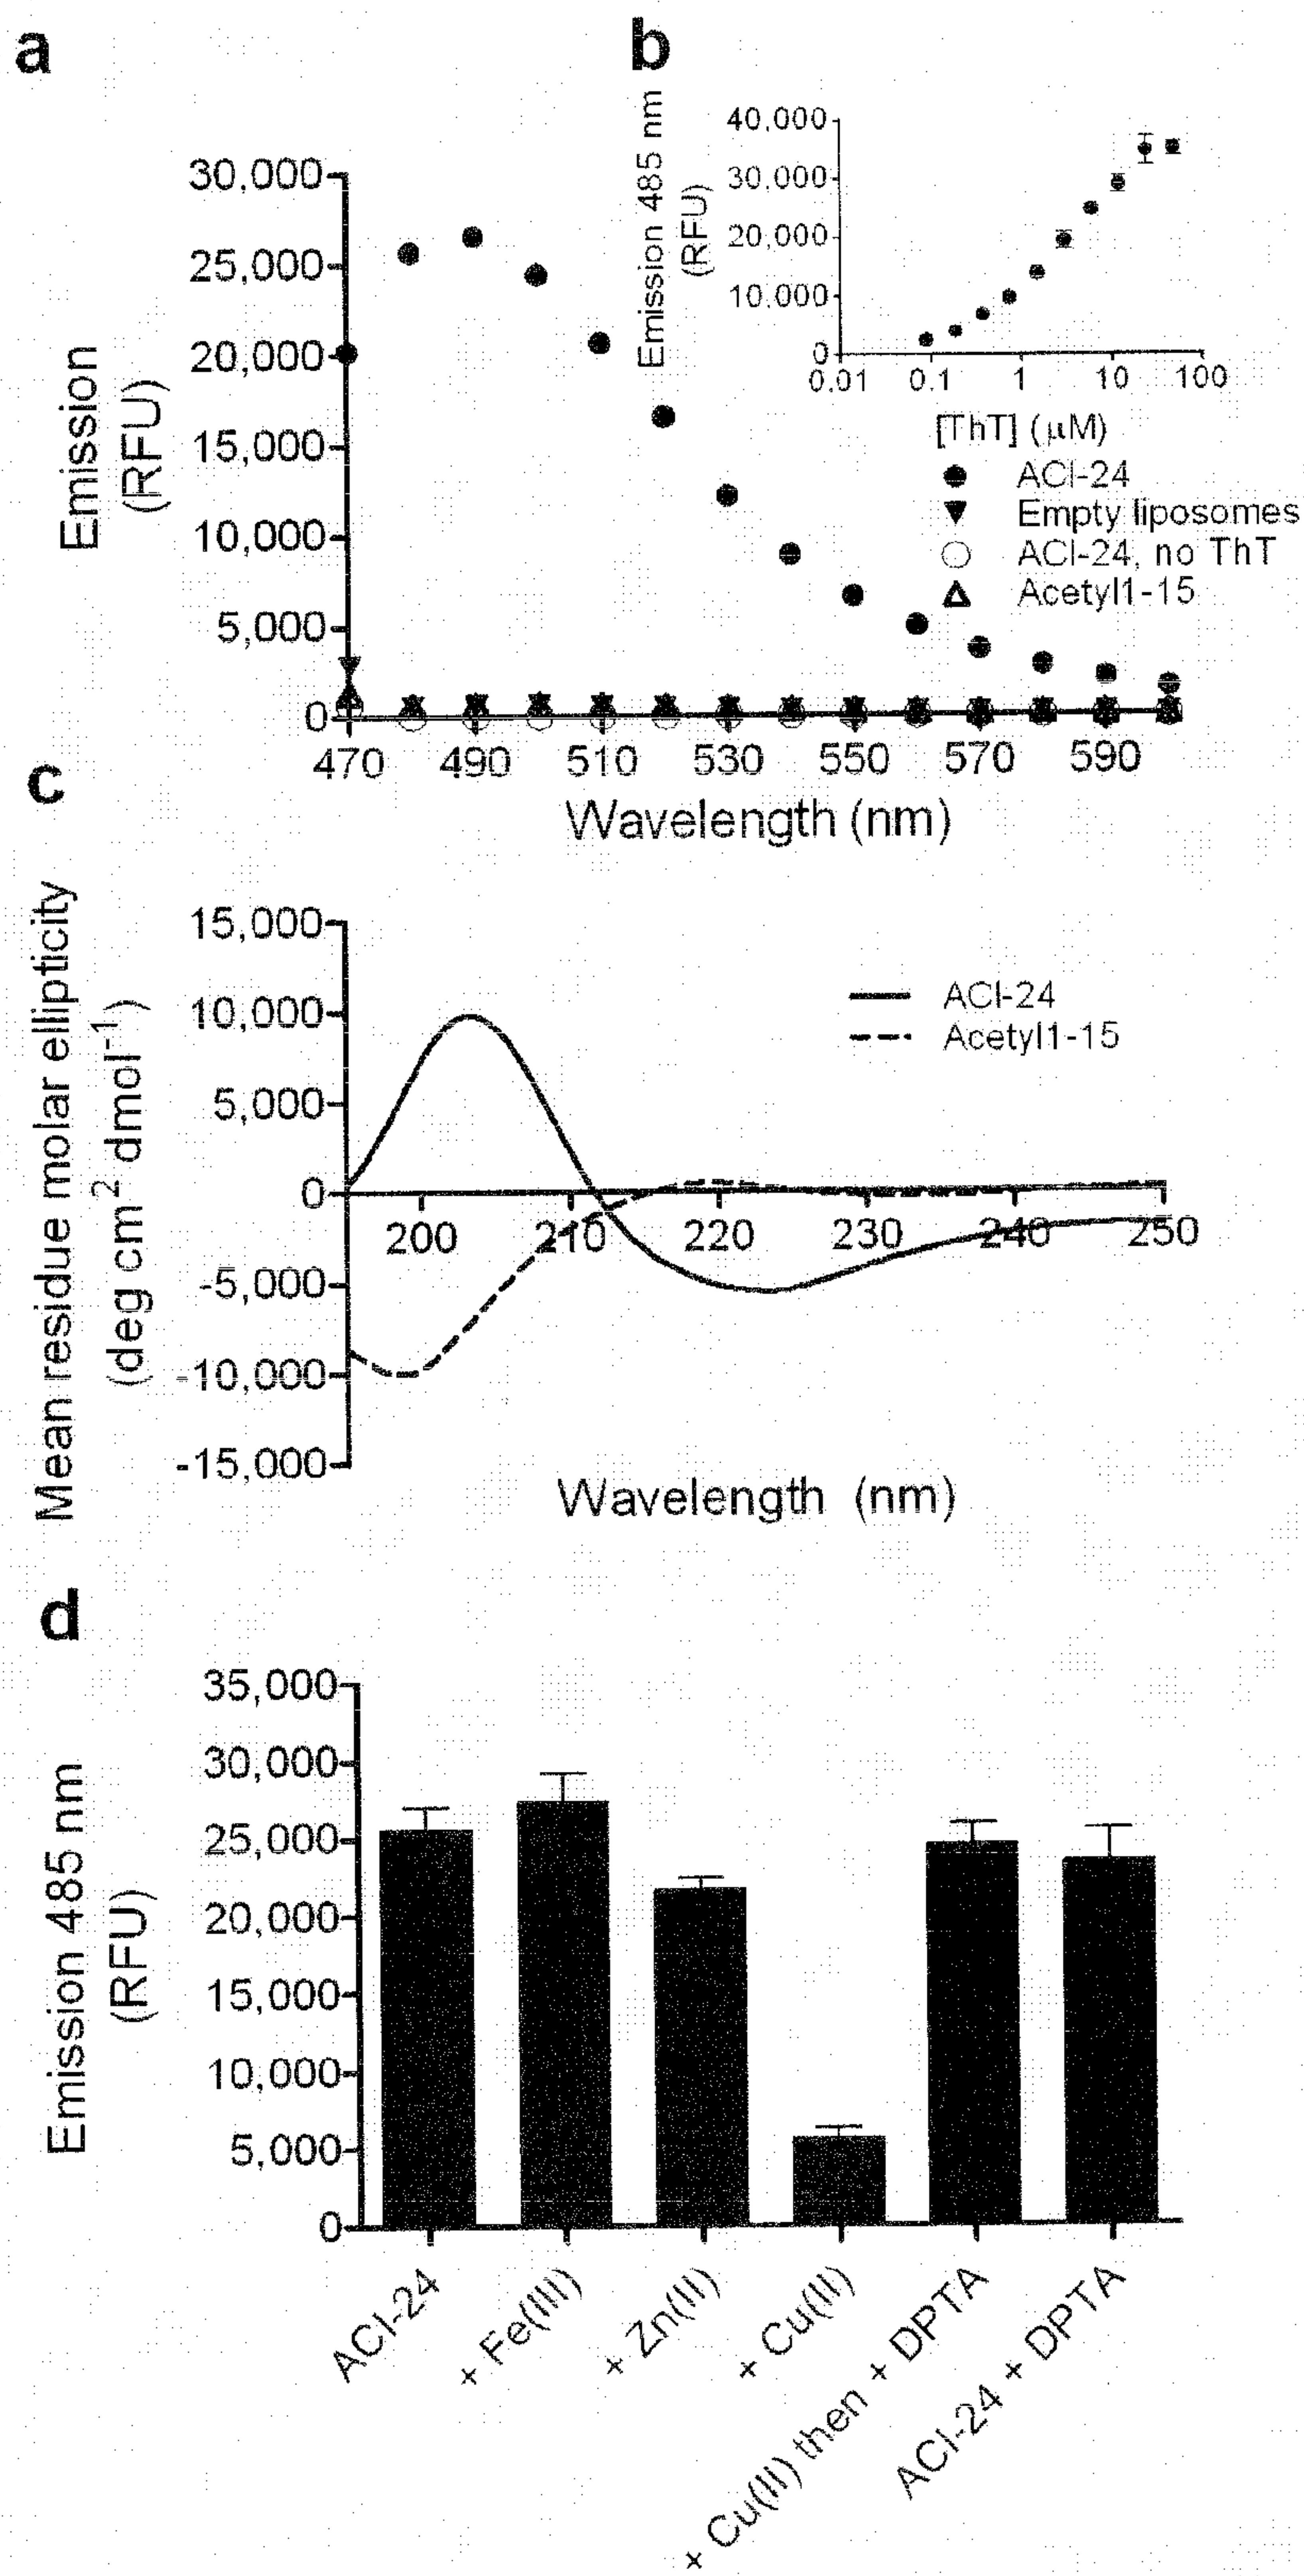 a
30,000
25,000
20,000
15,000
10,000
5,000
0
Emission
(RFU)
470 490 510 530 550 570 590
Wavelength (nm)
b
Emission 485 nm
(RFU)
40,000
30,000
20,000
10,000
0
0.01 0.1 1 10 100
[ThT] (µM)
ACI-24
Empty liposomes
ACI-24, no ThT
Acetyl1-15
c
Mean residue molar ellipticity
(deg cm² dmol⁻¹)
15,000
10,000
5,000
0
-5,000
-10,000
-15,000
200 210 220 230 240 250
ACI-24
Acetyl1-15
Wavelength (nm)
d
Emission 485 nm
(RFU)
35,000
30,000
25,000
20,000
15,000
10,000
5,000
0
ACI-24
+ Fe(III)
+ Zn(II)
+ Cu(II)
+ Cu(II) then + DPTA
ACI-24 + DPTA